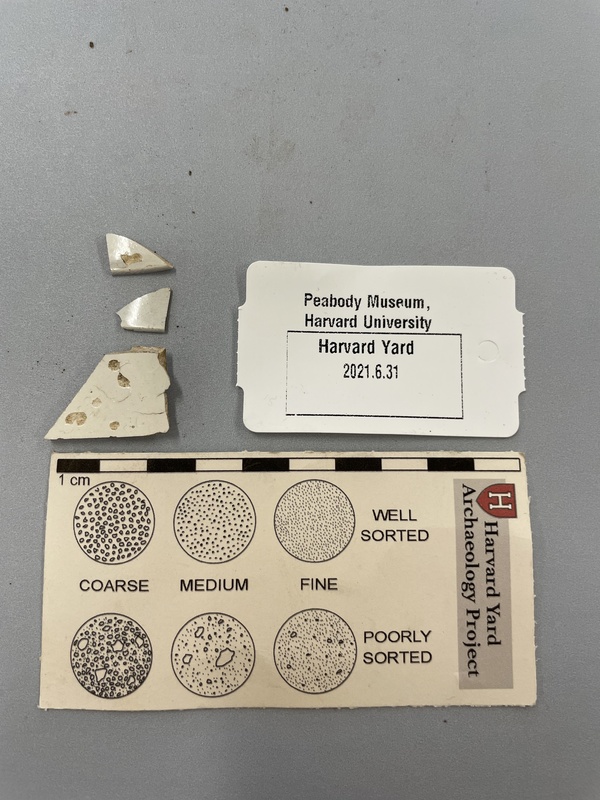 Peabody Museum,
Harvard University
Harvard Yard
2021.6.31
1 cm
WELL
SORTED
COARSE MEDIUM FINE
POORLY
SORTED
H
Harvard Yard
Archaeology Project